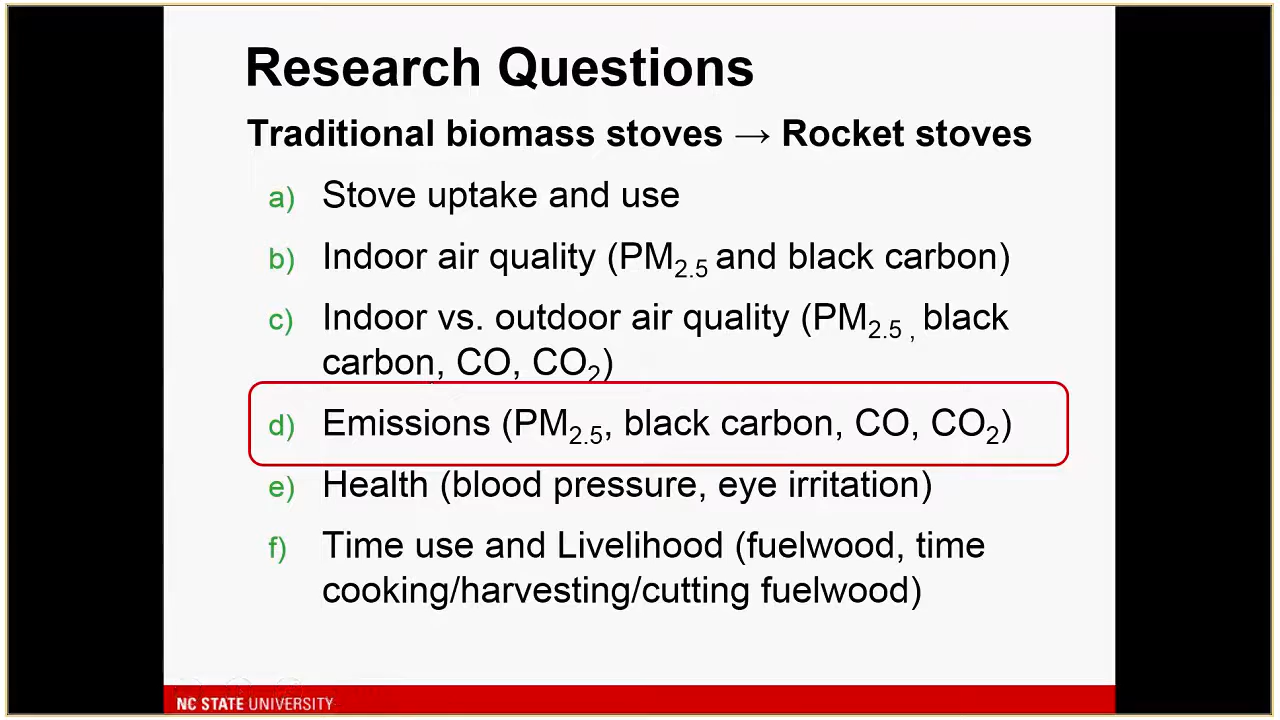 Research Questions
Traditional biomass stoves → Rocket stoves
a) Stove uptake and use
b) Indoor air quality (PM2.5 and black carbon)
c) Indoor vs. outdoor air quality (PM2.5 , black
carbon, CO, CO2)
d) Emissions (PM2.5, black carbon, CO, CO2)
e) Health (blood pressure, eye irritation)
f) Time use and Livelihood (fuelwood, time
cooking/harvesting/cutting fuelwood)
NC STATE UNIVERSITY